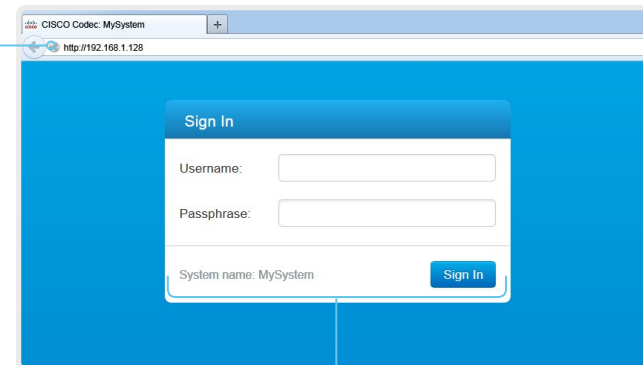 CISCO Codec: MySystem
+
http://192.168.1.128
Sign In
Username:
Passphrase:
System name: MySystem
Sign In